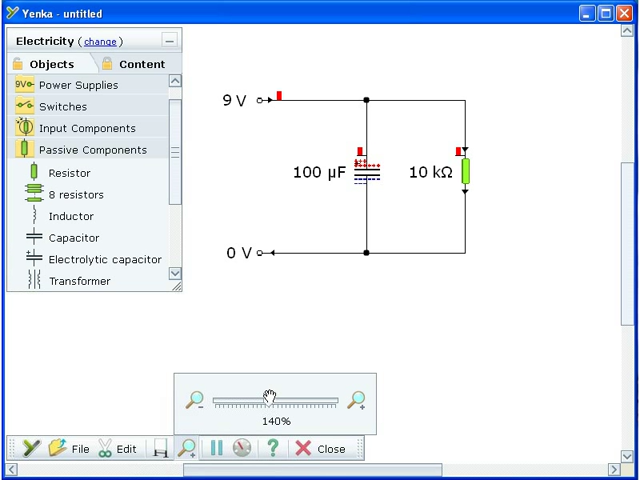 Yenka - untitled
Electricity (change)
Objects Content
9V Power Supplies
Switches
Input Components
Passive Components
Resistor
8 resistors
Inductor
Capacitor
Electrolytic capacitor
Transformer
9 V
100 µF
10 kΩ
0 V
140%
File Edit ? Close